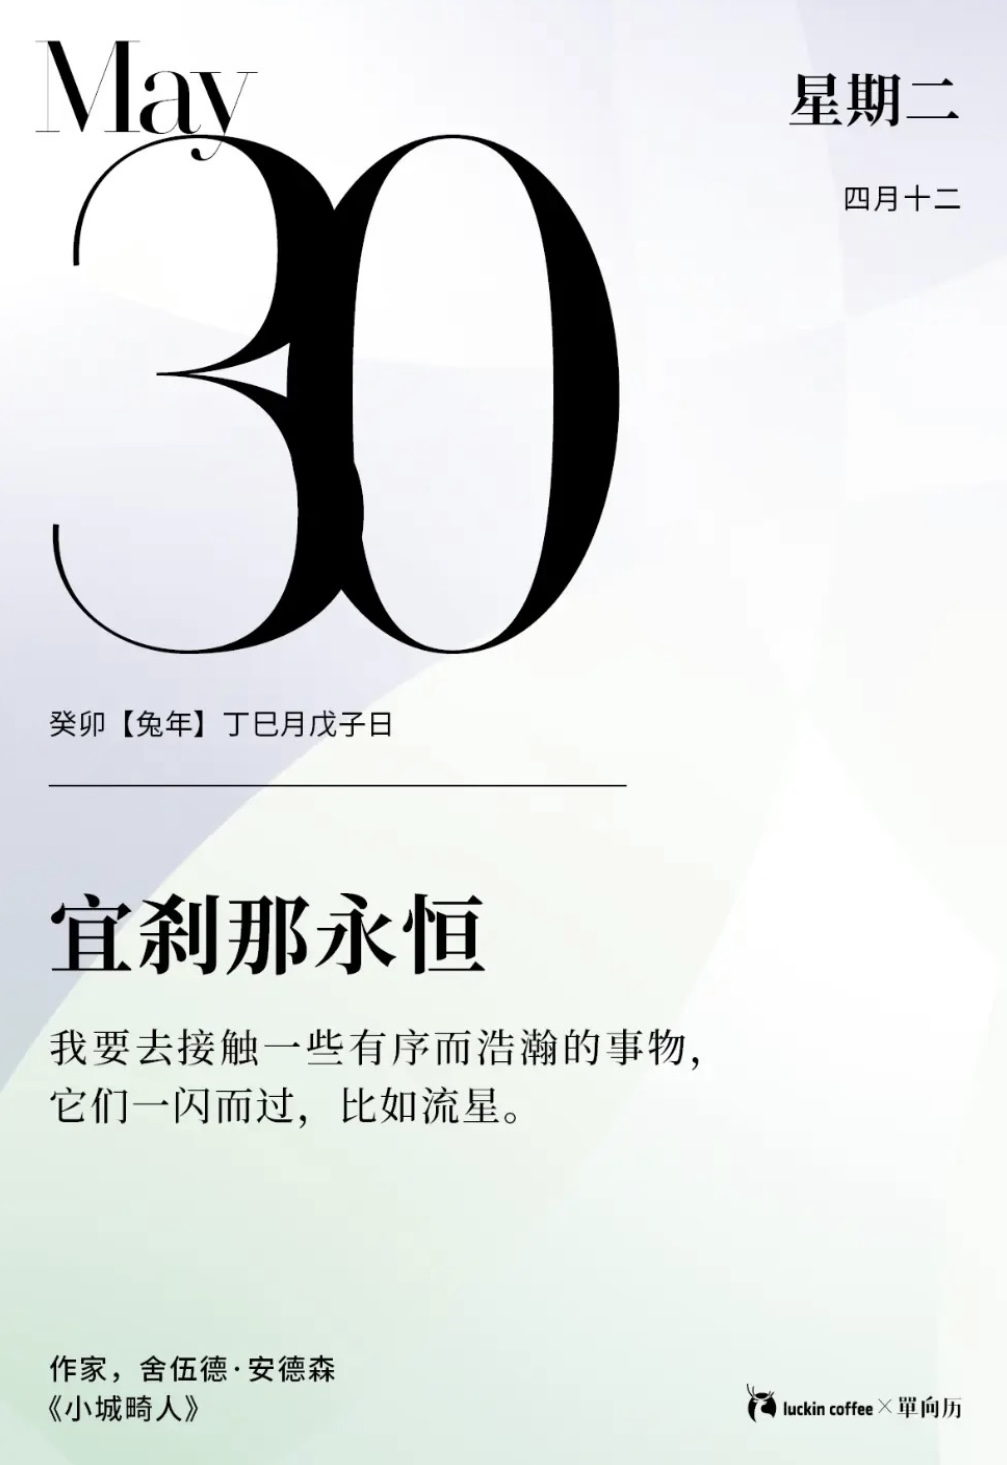 May
星期二
四月十二
30
癸卯【兔年】丁巳月戊子日
宜刹那永恒
我要去接触一些有序而浩瀚的事物，
它们一闪而过，比如流星。
作家，舍伍德·安德森
《小城畸人》
luckin coffee×單向历